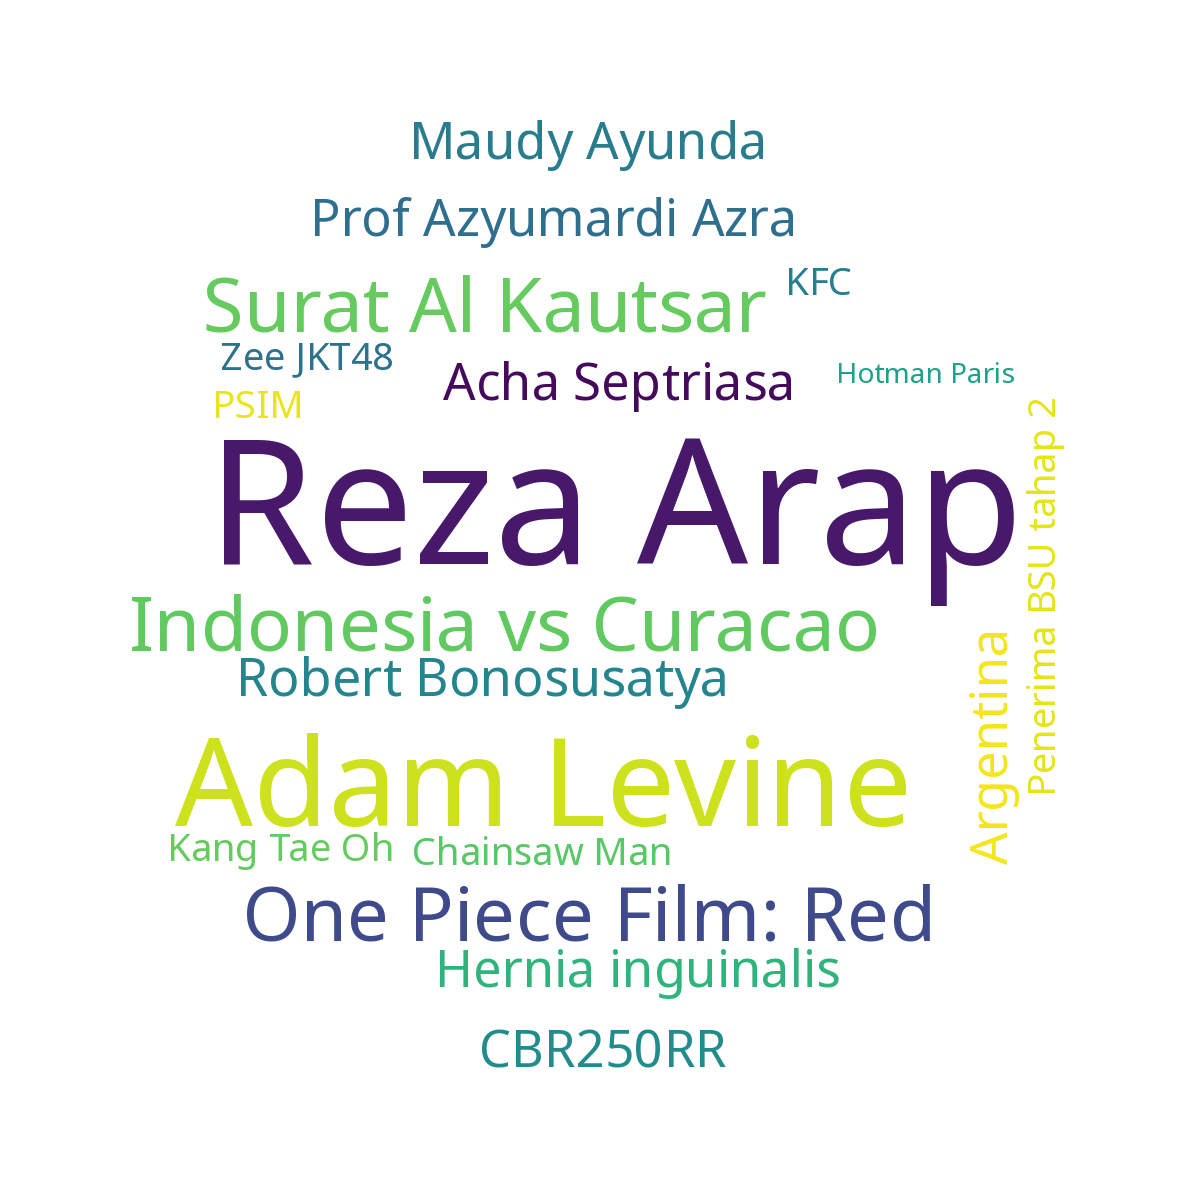 Maudy Ayunda
Prof Azyumardi Azra
Surat Al Kautsar
KFC
Zee JKT48
Acha Septriasa
Hotman Paris
PSIM
Reza Arap
Penerima BSU tahap 2
Indonesia vs Curacao
Robert Bonosusatya
Argentina
Adam Levine
Kang Tae Oh
Chainsaw Man
One Piece Film: Red
Hernia inguinalis
CBR250RR